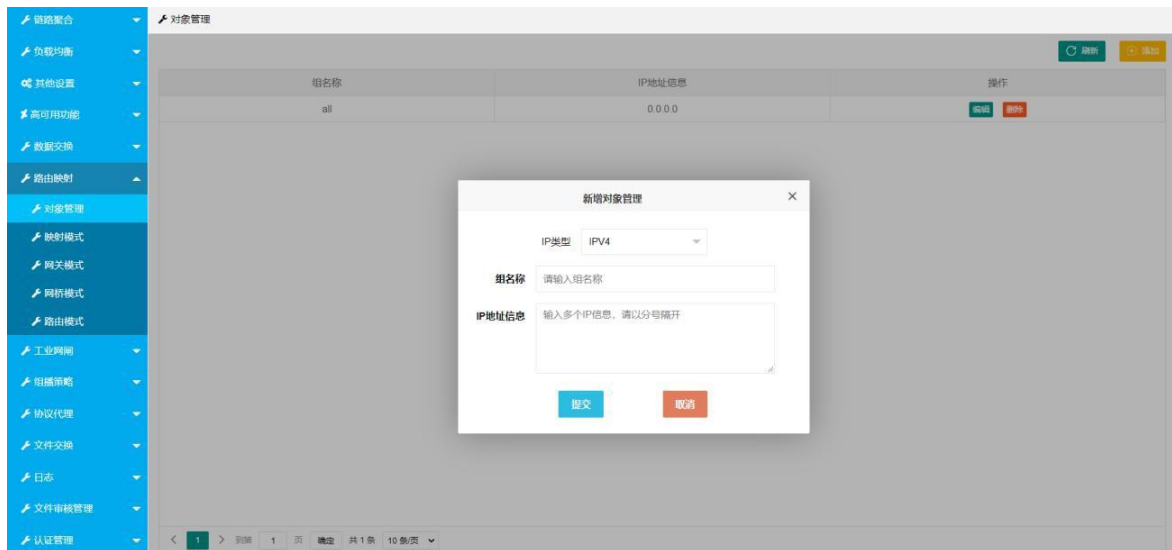 链路聚合
负载均衡
其他设置
高可用功能
数据交换
路由映射
对象管理
映射模式
网关模式
网桥模式
路由模式
工业网闸
组播策略
协议代理
文件交换
日志
文件审核管理
认证管理
对象管理
刷新 添加
组名称 IP地址信息 操作
all 0.0.0.0 编辑 删除
新增对象管理
IP类型 IPV4
组名称 请输入组名称
IP地址信息 输入多个IP信息，请以分号隔开
提交 取消
1 到第 1 页 确定 共 1 条 10 条/页